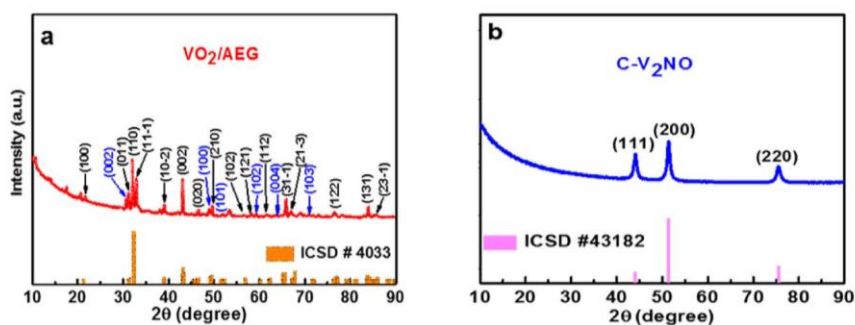 a
VO2/AEG
Intensity (a.u.)
(100)
(002)
(011)
(110)
(11-1)
(10-2)
(002)
(003)
(100)
(210)
(101)
(102)
(121)
(102)
(112)
(004)
(31-1)
(21-3)
(103)
(122)
(131)
(23-1)
ICSD # 4033
10 20 30 40 50 60 70 80 90
2θ (degree)
b
C-V2NO
(111)
(200)
(220)
ICSD #43182
10 20 30 40 50 60 70 80 90
2θ (degree)